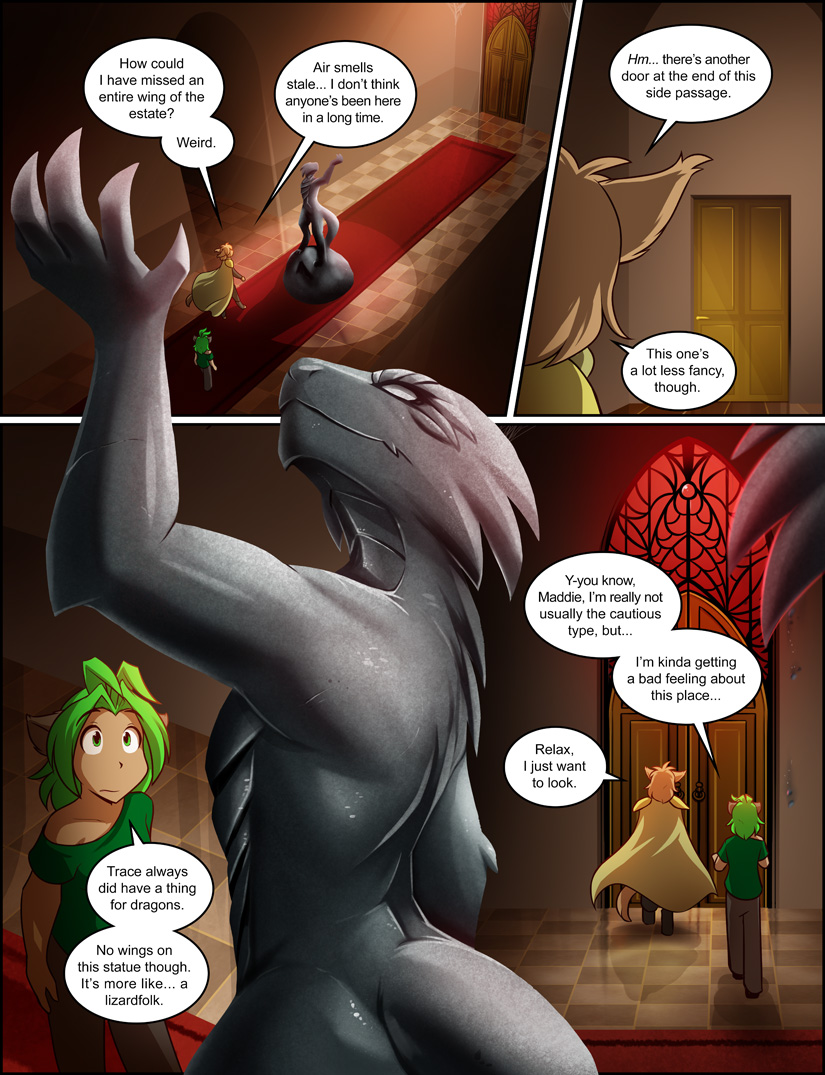 How could
I have missed an
entire wing of the
estate?
Weird.
Air smells
stale... I don't think
anyone's been here
in a long time.
Hm... there's another
door at the end of this
side passage.
This one's
a lot less fancy,
though.
Trace always
did have a thing
for dragons.
No wings on
this statue though.
It's more like... a
lizardfolk.
Y-you know,
Maddie, I'm really not
usually the cautious
type, but...
I'm kinda getting
a bad feeling about
this place...
Relax,
I just want
to look.